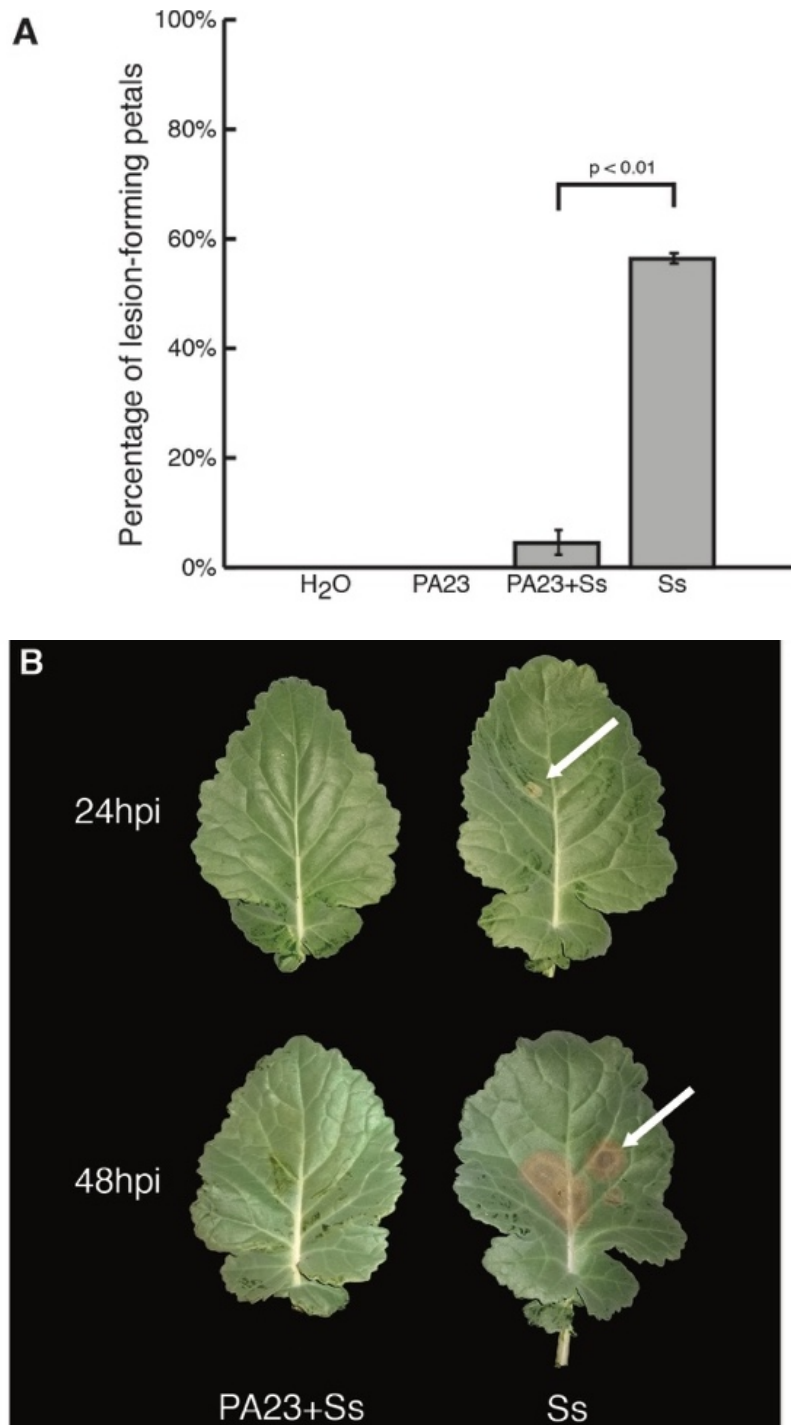 A
Percentage of lesion-forming petals
100%
80%
60%
40%
20%
0%
p < 0.01
H₂O PA23 PA23+Ss Ss
B
24hpi
48hpi
PA23+Ss Ss